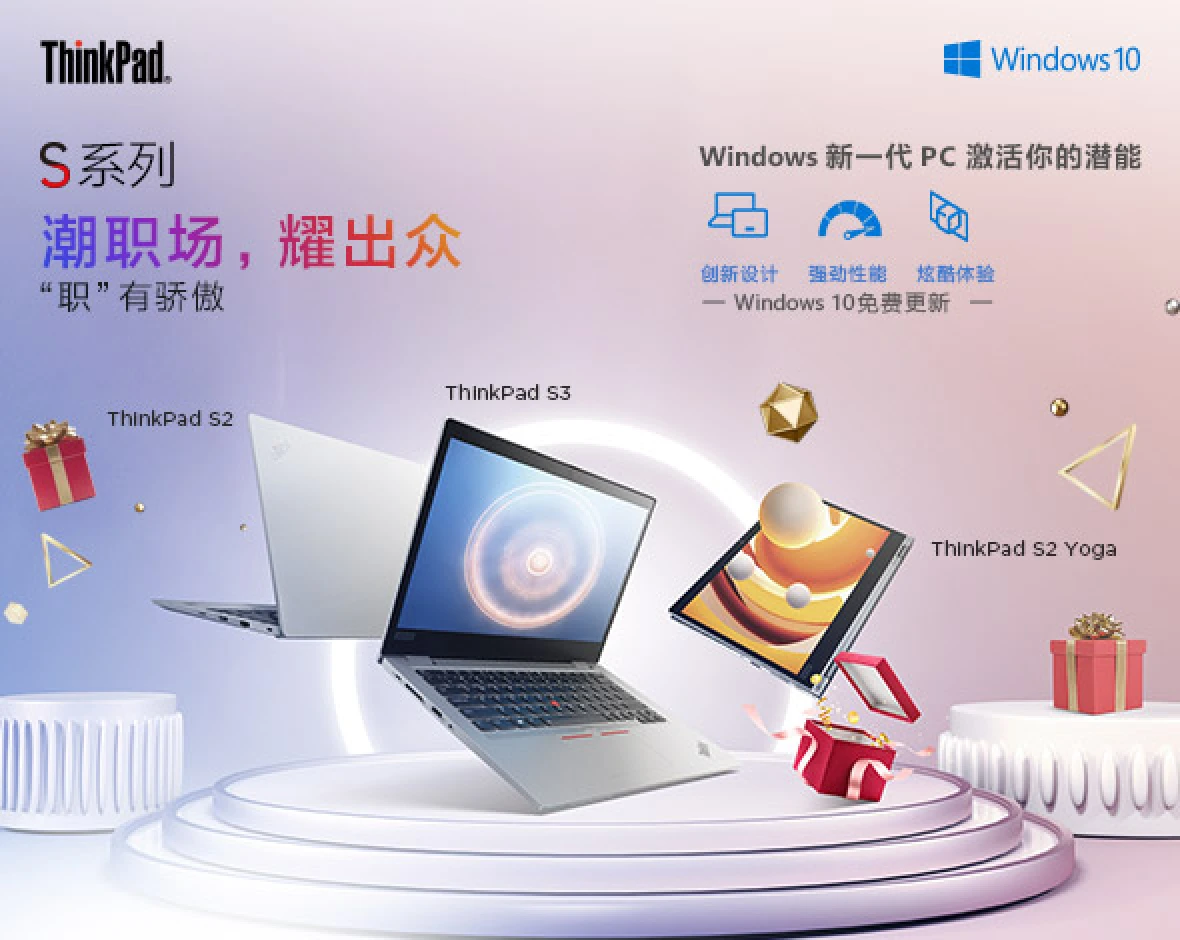 ThinkPad
Windows 10
S系列
潮职场，耀出众
“职”有骄傲
Windows 新一代 PC 激活你的潜能
创新设计 强劲性能 炫酷体验
— Windows 10免费更新 —
ThinkPad S3
ThinkPad S2
ThinkPad S2 Yoga